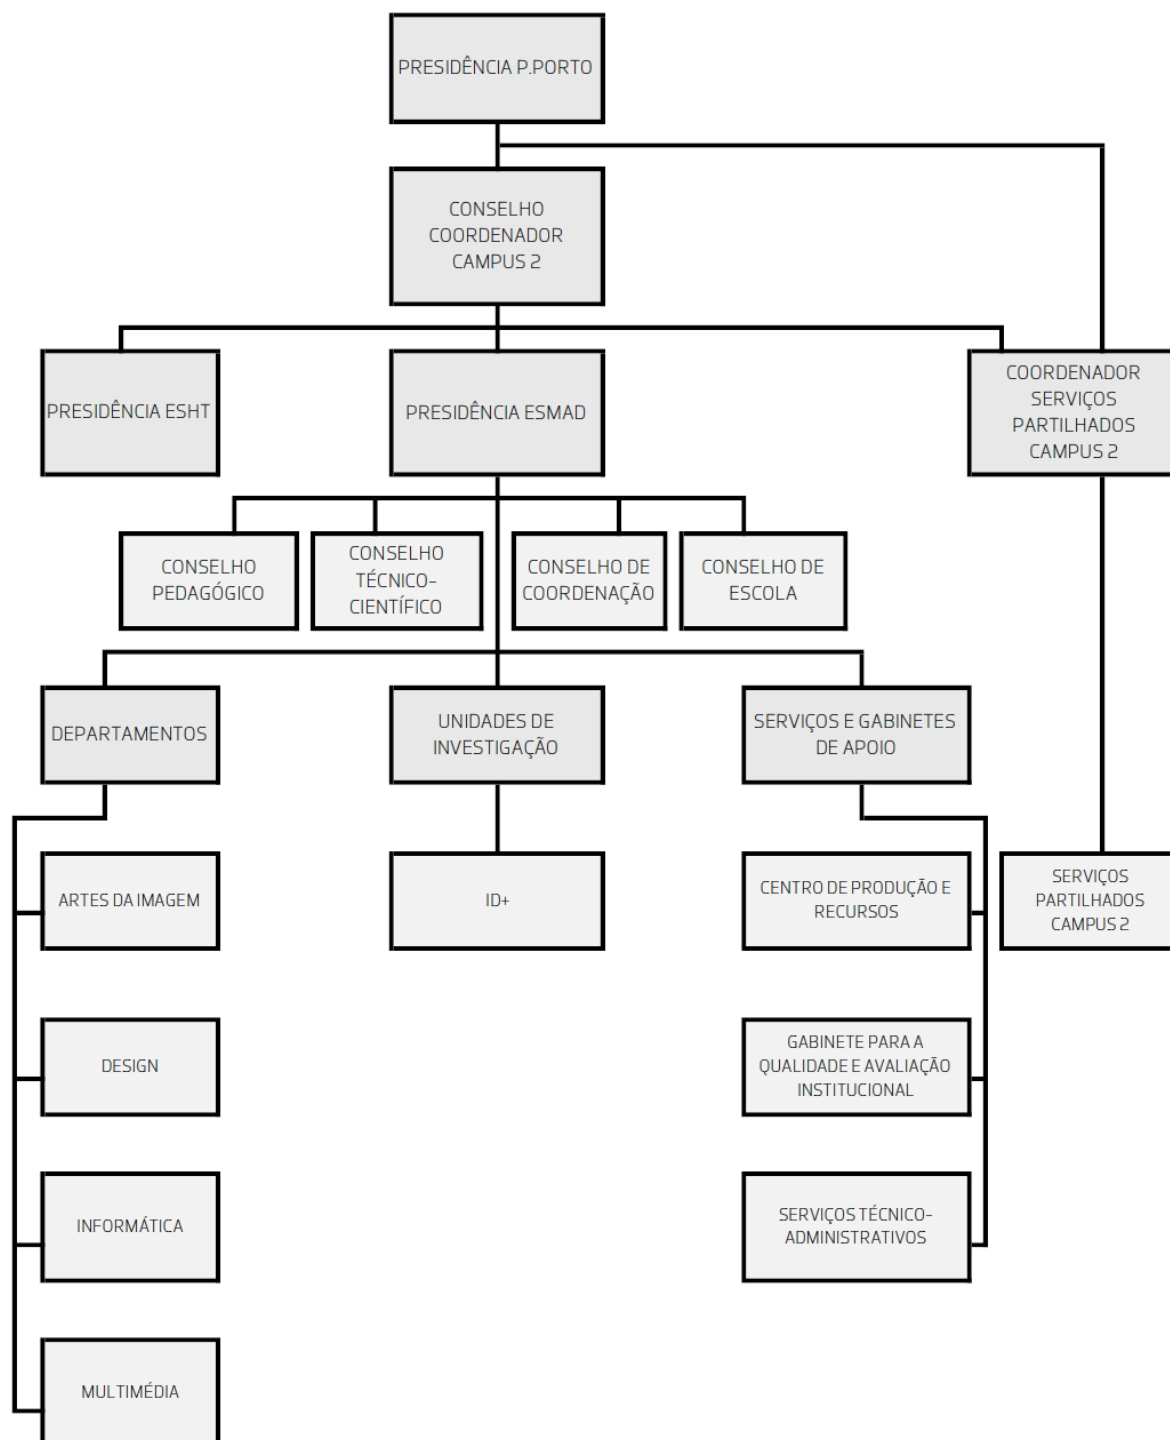 PRESIDÊNCIA P.PORTO
CONSELHO
COORDENADOR
CAMPUS 2
PRESIDÊNCIA ESHT
PRESIDÊNCIA ESMAD
COORDENADOR
SERVIÇOS
PARTILHADOS
CAMPUS 2
CONSELHO
PEDAGÓGICO
CONSELHO
TÉCNICO-
CIENTÍFICO
CONSELHO DE
COORDENAÇÃO
CONSELHO DE
ESCOLA
DEPARTAMENTOS
UNIDADES DE
INVESTIGAÇÃO
SERVIÇOS E GABINETES
DE APOIO
ARTES DA IMAGEM
ID+
CENTRO DE PRODUÇÃO E
RECURSOS
SERVIÇOS
PARTILHADOS
CAMPUS 2
DESIGN
GABINETE PARA A
QUALIDADE E AVALIAÇÃO
INSTITUCIONAL
INFORMÁTICA
SERVIÇOS TÉCNICO-
ADMINISTRATIVOS
MULTIMÉDIA